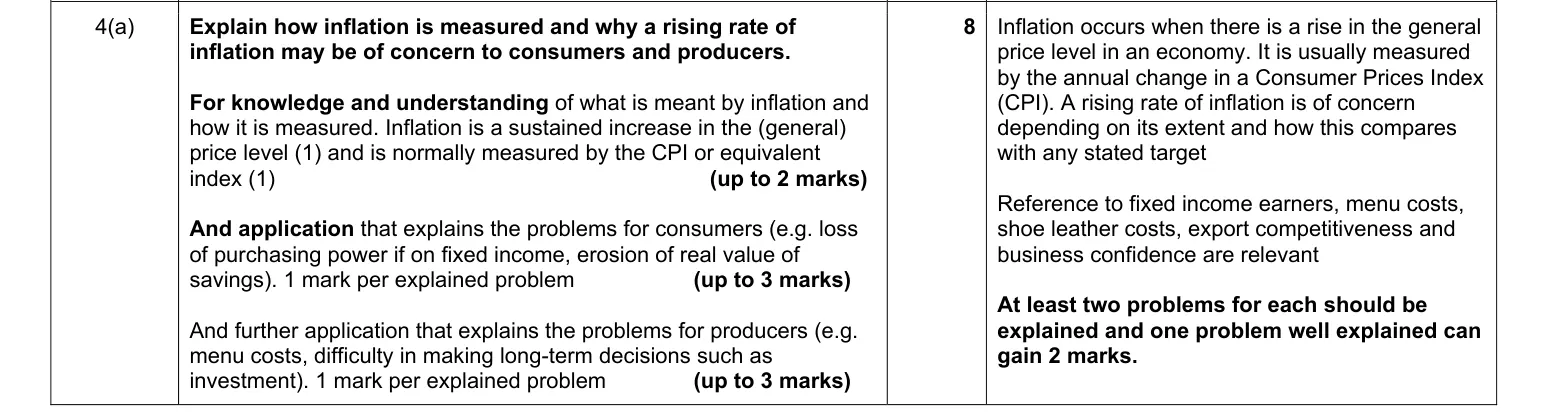 4(a)
Explain how inflation is measured and why a rising rate of
inflation may be of concern to consumers and producers.
For knowledge and understanding of what is meant by inflation and
how it is measured. Inflation is a sustained increase in the (general)
price level (1) and is normally measured by the CPI or equivalent
index (1) (up to 2 marks)
And application that explains the problems for consumers (e.g. loss
of purchasing power if on fixed income, erosion of real value of
savings). 1 mark per explained problem (up to 3 marks)
And further application that explains the problems for producers (e.g.
menu costs, difficulty in making long-term decisions such as
investment). 1 mark per explained problem (up to 3 marks)
8
Inflation occurs when there is a rise in the general
price level in an economy. It is usually measured
by the annual change in a Consumer Prices Index
(CPI). A rising rate of inflation is of concern
depending on its extent and how this compares
with any stated target
Reference to fixed income earners, menu costs,
shoe leather costs, export competitiveness and
business confidence are relevant
At least two problems for each should be
explained and one problem well explained can
gain 2 marks.